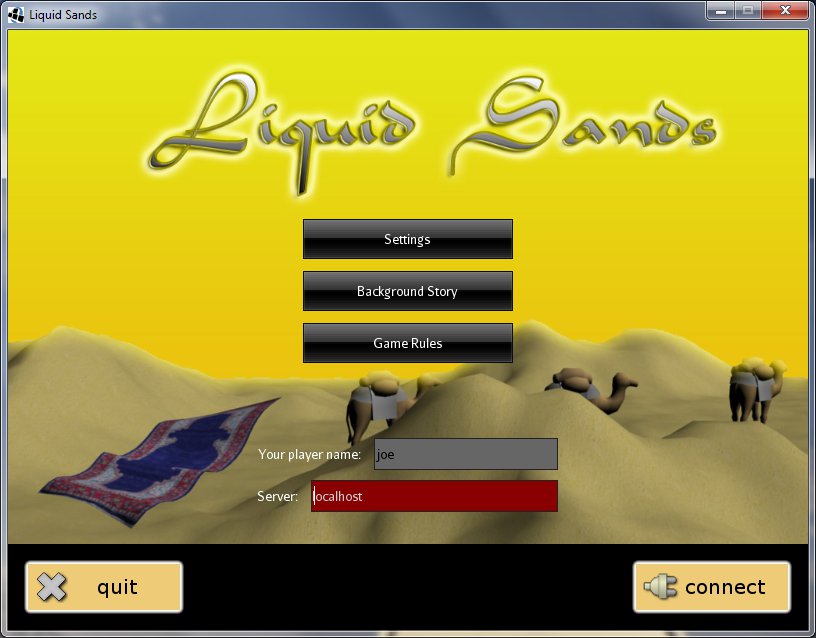 Liquid Sands
Liquid Sands
Settings
Background Story
Game Rules
Your player name: joe
Server: localhost
quit
connect